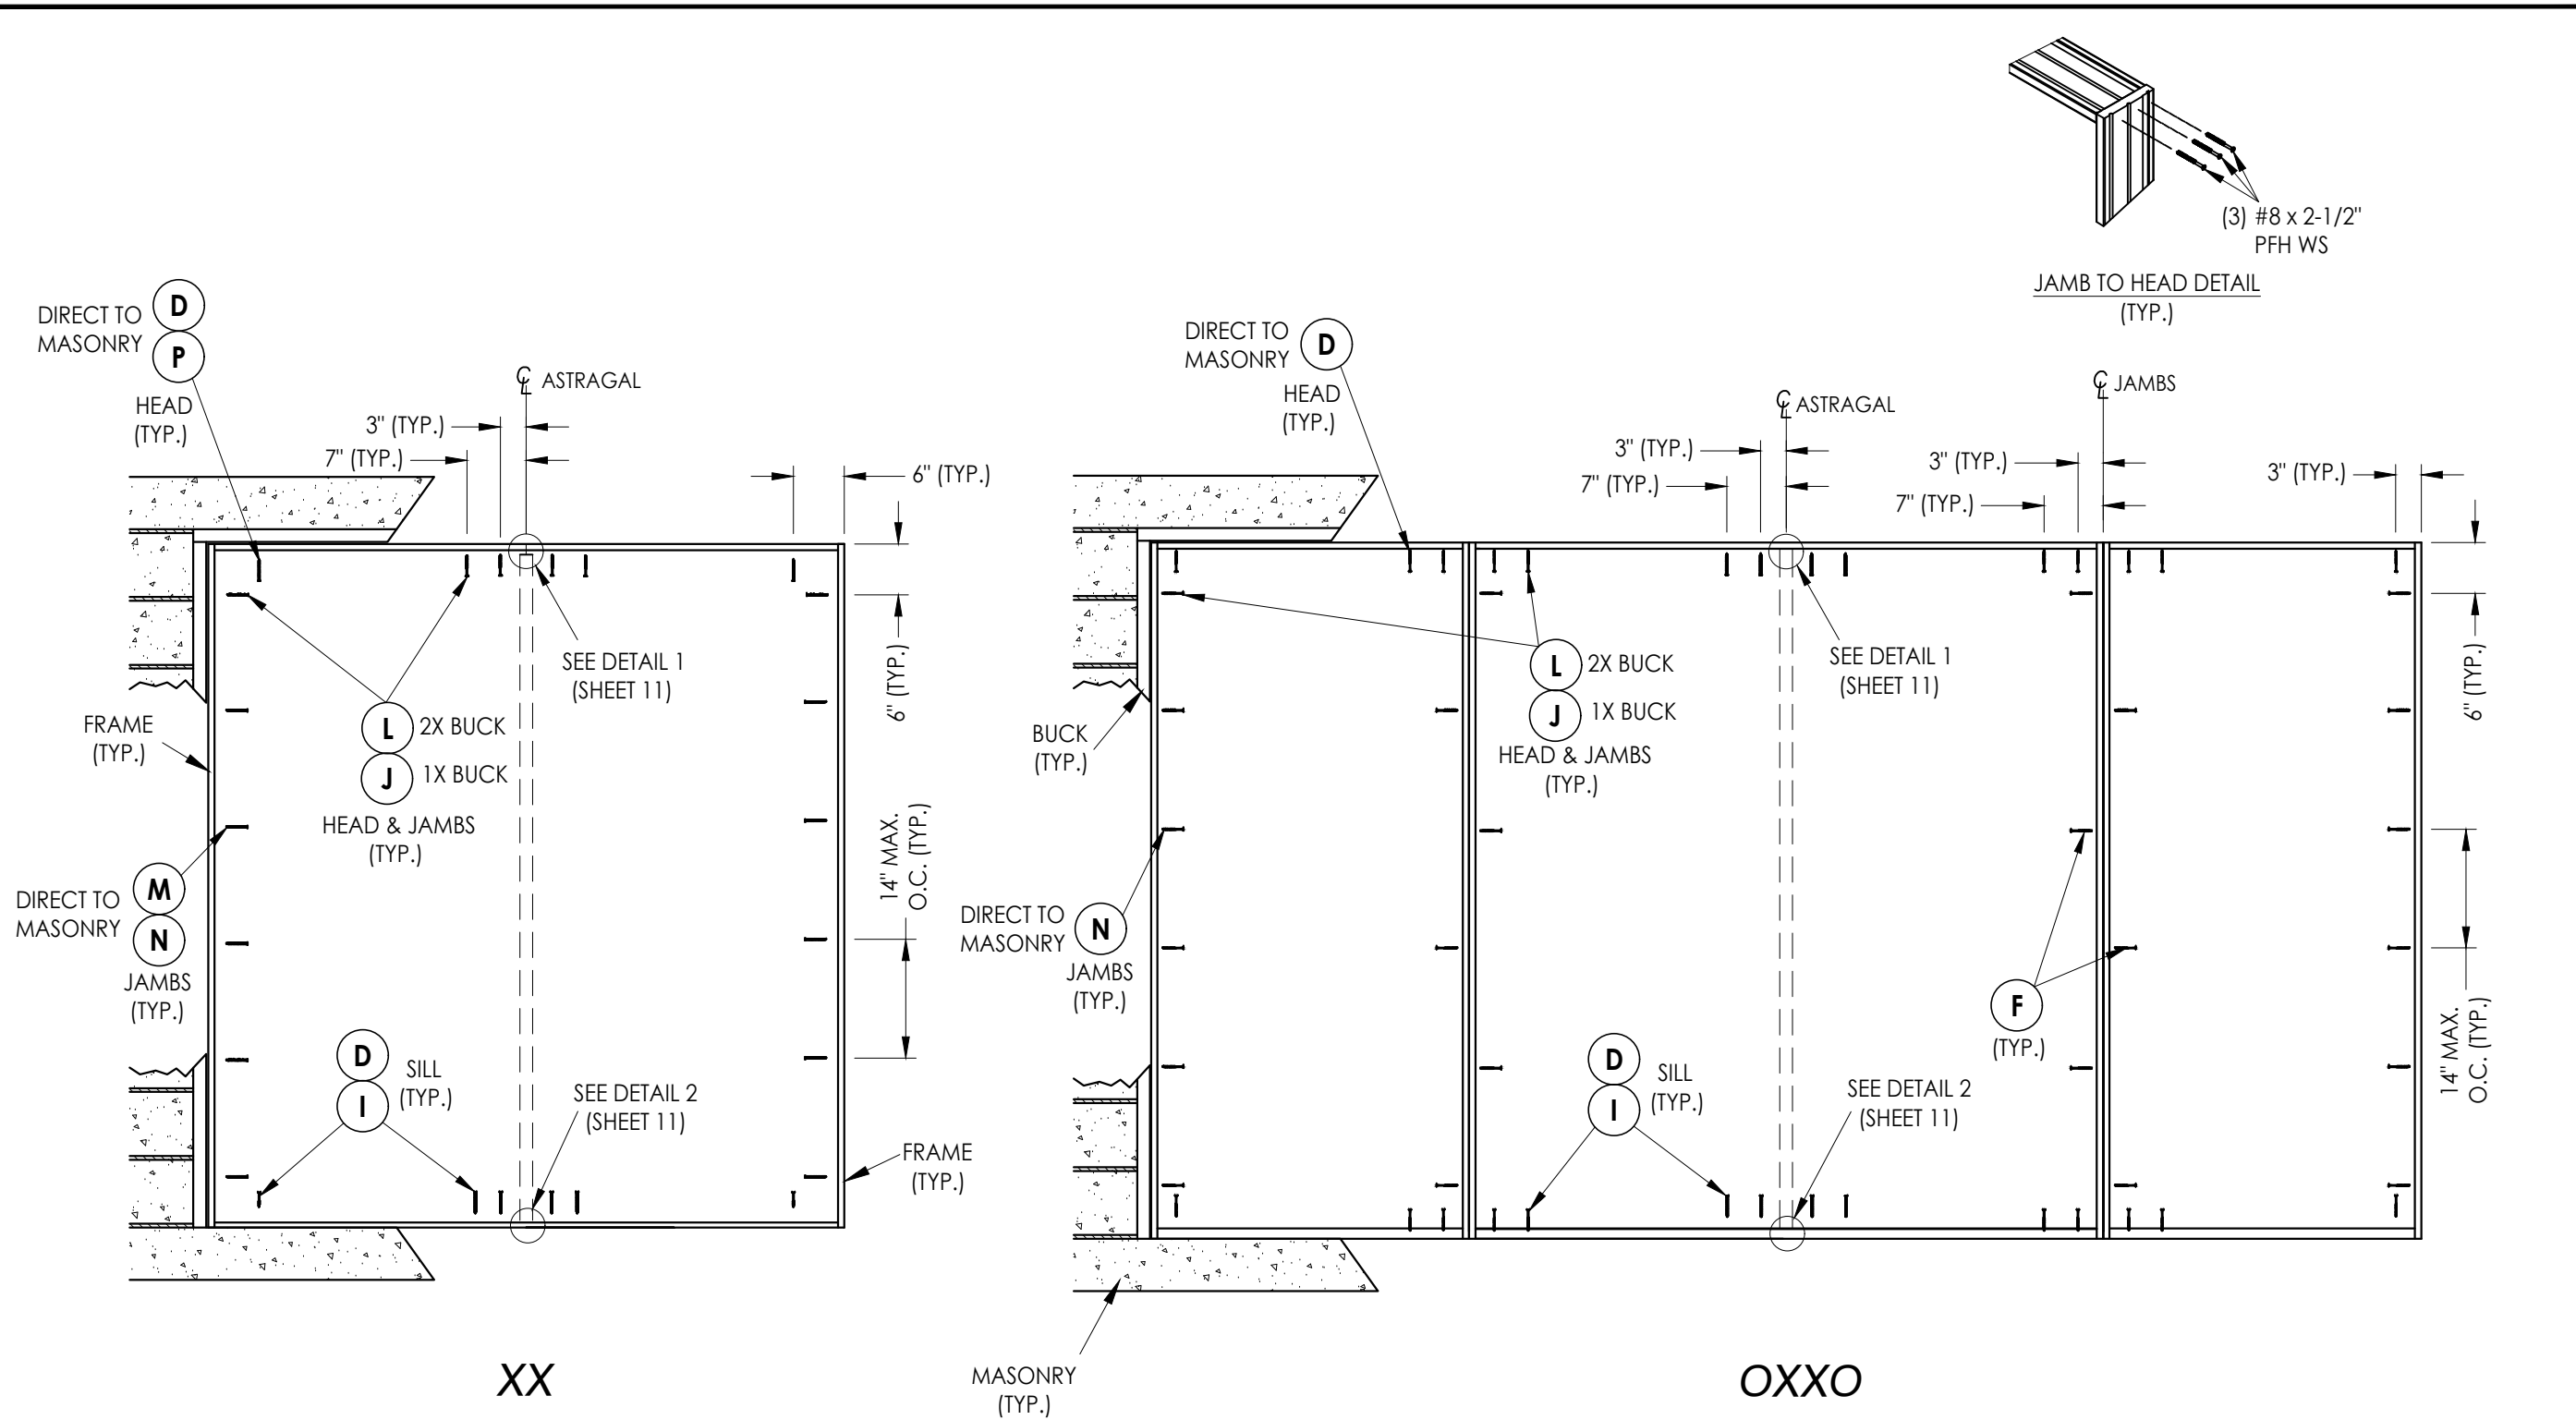 (3) #8 x 2-1/2"
PFH WS
JAMB TO HEAD DETAIL
(TYP.)
DIRECT TO
MASONRY
D
P
HEAD
(TYP.)
℄ ASTRAGAL
3" (TYP.)
7" (TYP.)
6" (TYP.)
6" (TYP.)
SEE DETAIL 1
(SHEET 11)
FRAME
(TYP.)
L 2X BUCK
J 1X BUCK
HEAD & JAMBS
(TYP.)
14" MAX.
O.C. (TYP.)
DIRECT TO
MASONRY
M
N
JAMBS
(TYP.)
D
I
SILL
(TYP.)
SEE DETAIL 2
(SHEET 11)
FRAME
(TYP.)
XX
DIRECT TO
MASONRY
D
HEAD
(TYP.)
℄ ASTRAGAL
℄ JAMBS
3" (TYP.)
7" (TYP.)
3" (TYP.)
7" (TYP.)
3" (TYP.)
6" (TYP.)
L 2X BUCK
J 1X BUCK
HEAD & JAMBS
(TYP.)
SEE DETAIL 1
(SHEET 11)
BUCK
(TYP.)
DIRECT TO
MASONRY
N
JAMBS
(TYP.)
F
(TYP.)
14" MAX.
O.C. (TYP.)
D
I
SILL
(TYP.)
SEE DETAIL 2
(SHEET 11)
MASONRY
(TYP.)
OXXO